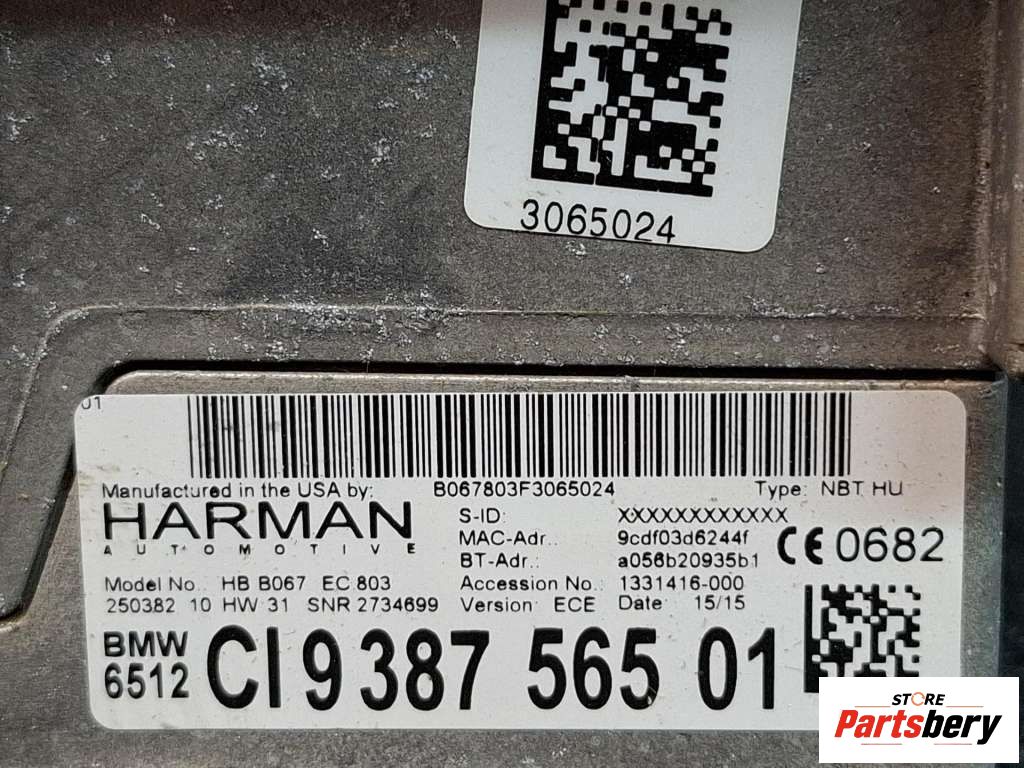 3065024
01
Manufactured in the USA by: B067803F3065024 Type: NBT HU
HARMAN
AUTOMOTIVE
S-ID: XXXXXXXXXXXX
MAC-Adr.: 9cdf03d6244f
BT-Adr.: a056b20935b1
CE 0682
Model No.: HB B067 EC 803 Accession No.: 1331416-000
250382 10 HW 31 SNR 2734699 Version: ECE Date: 15/15
BMW
6512
CI 9 387 565 01
STORE
Partsbery